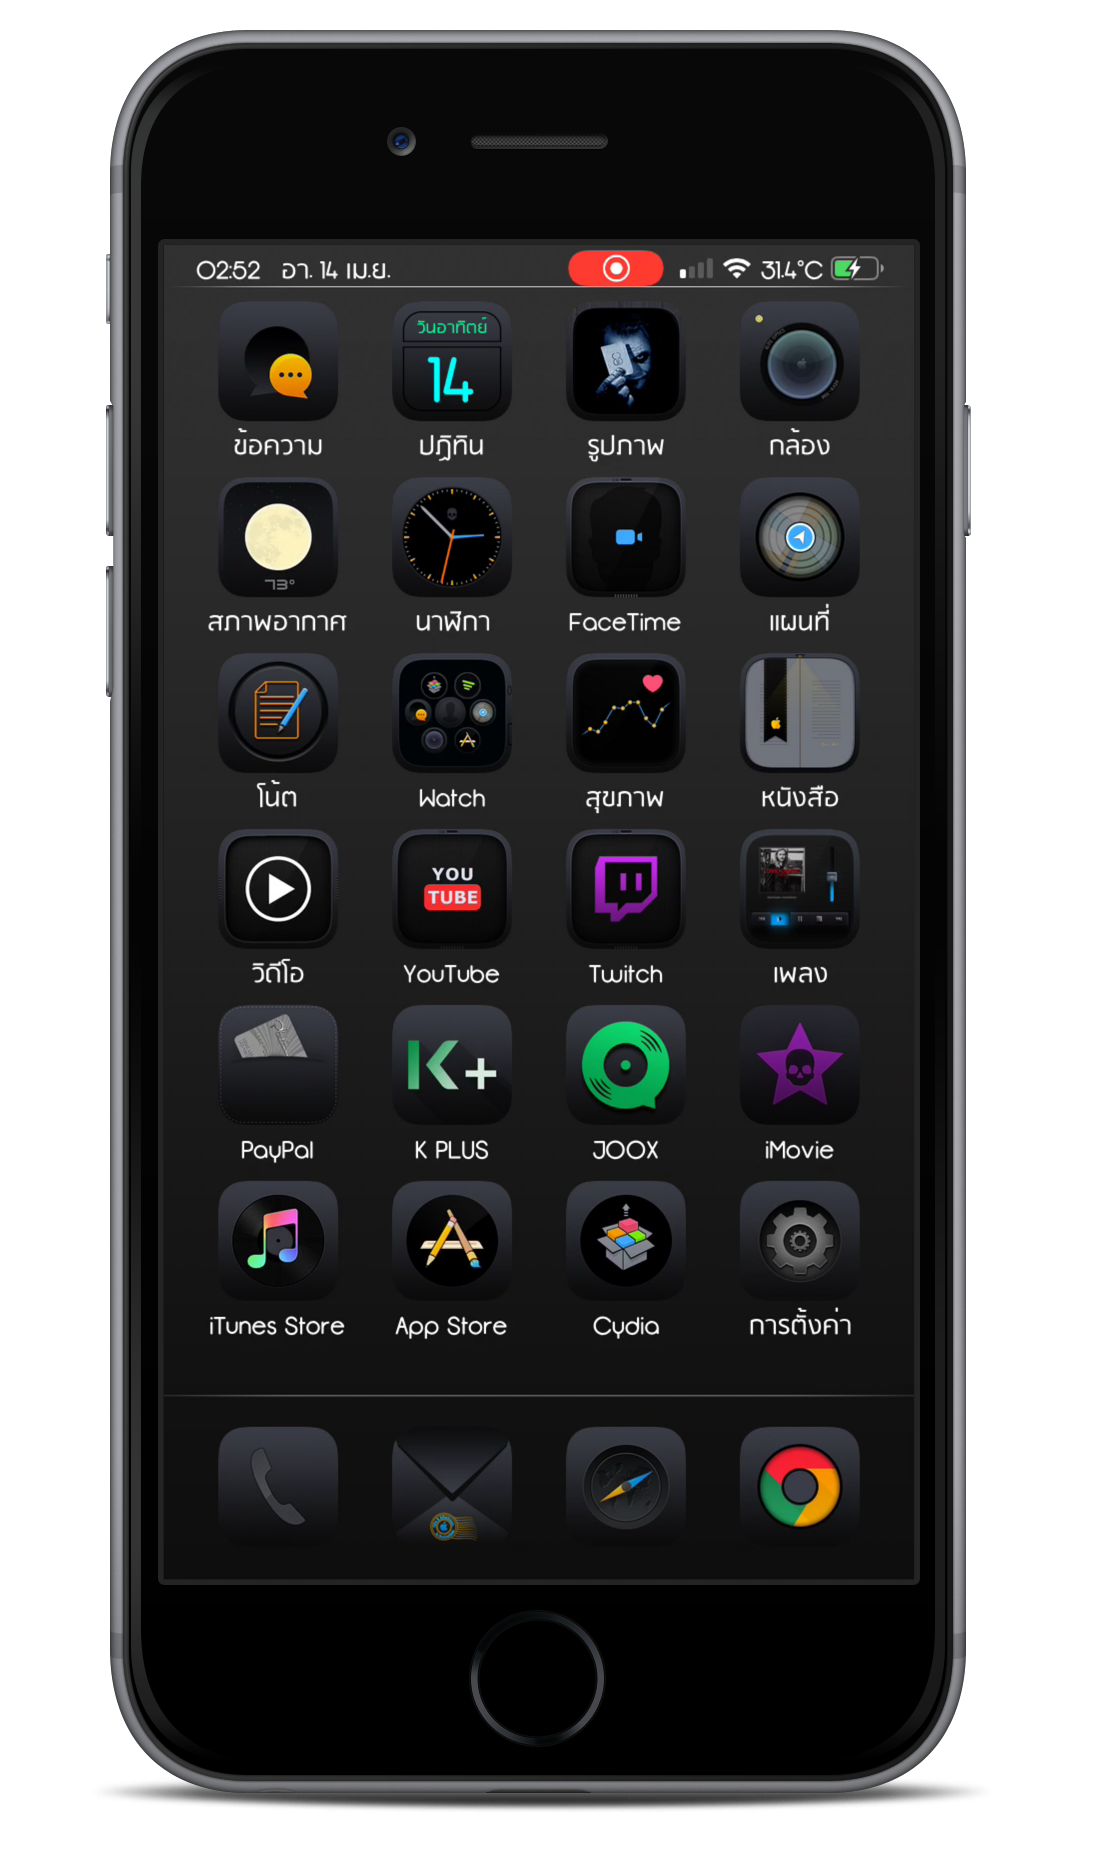 02:52 อา. 14 เม.ย. 31.4°C
วันอาทิตย์
14
ข้อความ ปฏิทิน รูปภาพ กล้อง
73°
สภาพอากาศ นาฬิกา FaceTime แผนที่
โน้ต Watch สุขภาพ หนังสือ
YOU
TUBE
วิดีโอ YouTube Twitch เพลง
K+
PayPal K PLUS JOOX iMovie
iTunes Store App Store Cydia การตั้งค่า